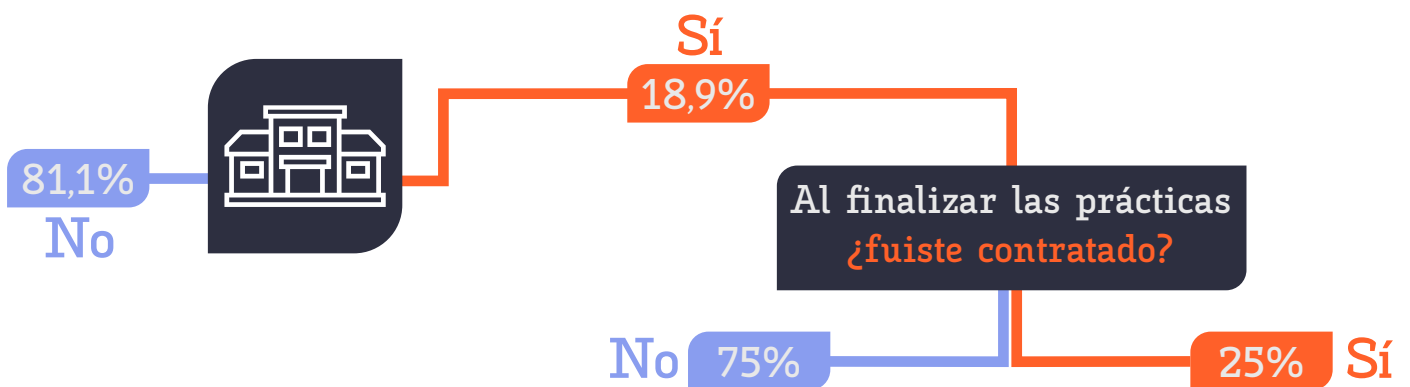 Sí
18,9%
81,1%
No
Al finalizar las prácticas
¿fuiste contratado?
No 75%
25% Sí